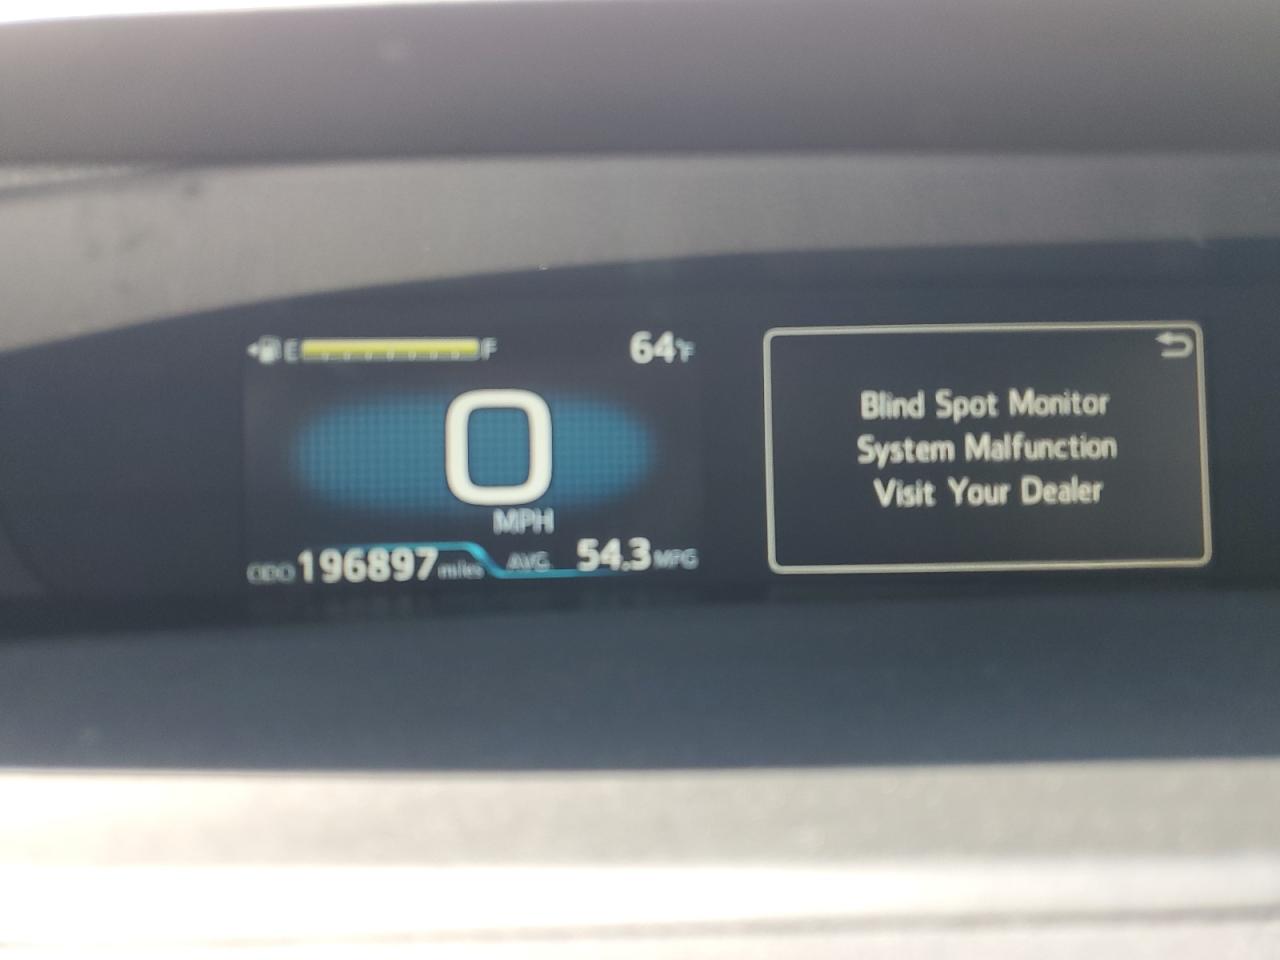 E F 64°F
0
MPH
ODO 196897 miles AVG. 54.3 MPG
Blind Spot Monitor
System Malfunction
Visit Your Dealer